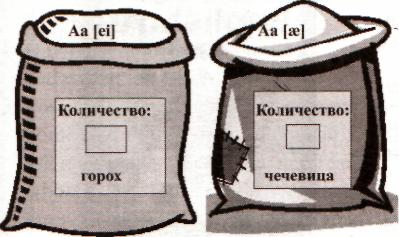 Aa [ei]
Количество:
горох
Aa [æ]
Количество:
чечевица